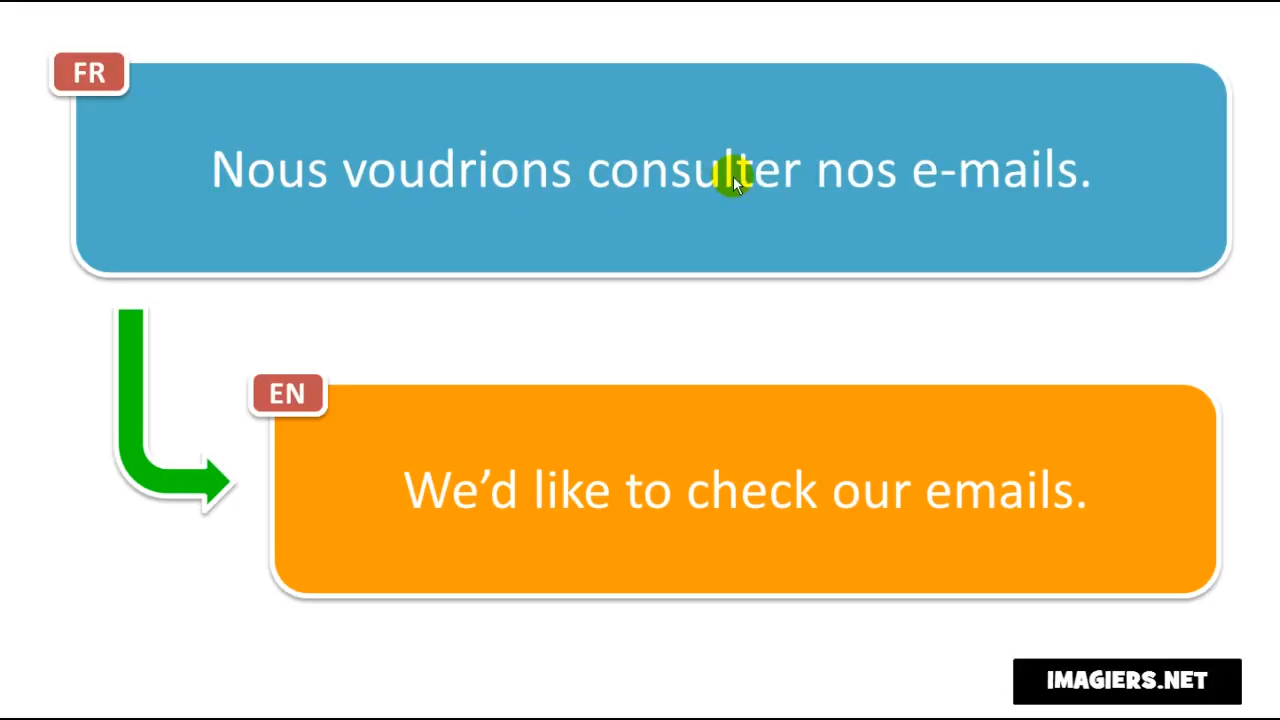 FR
Nous voudrions consulter nos e-mails.
EN
We’d like to check our emails.
IMAGIERS.NET